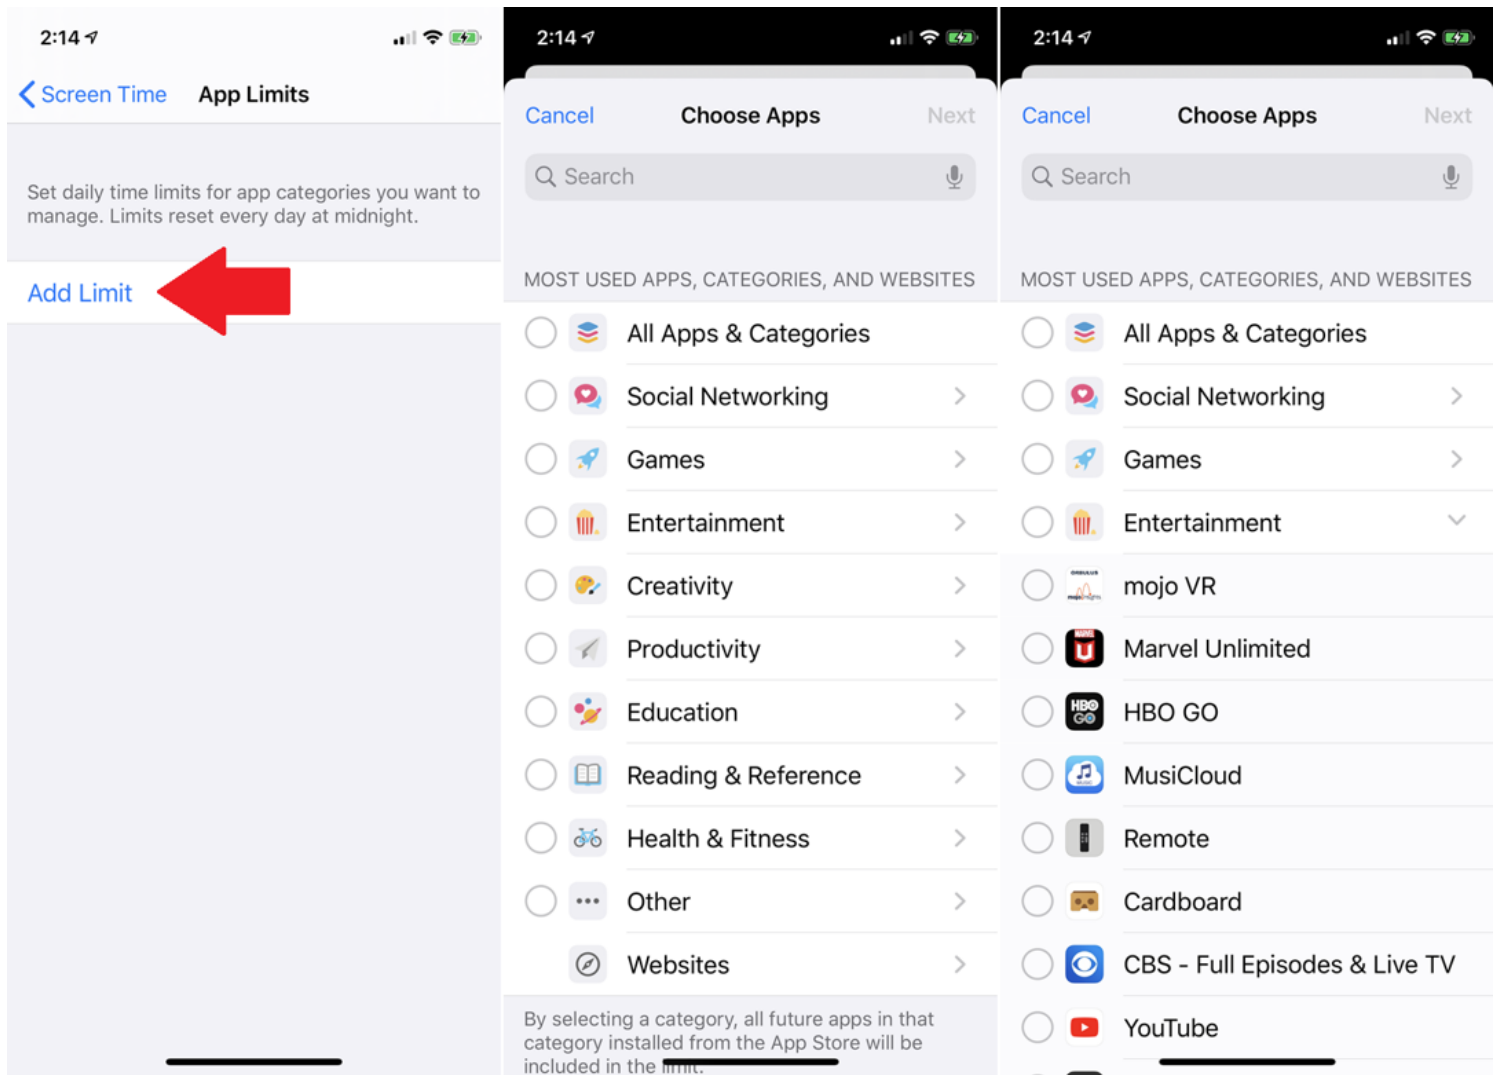 2:14
Screen Time
App Limits
Set daily time limits for app categories you want to
manage. Limits reset every day at midnight.
Add Limit
2:14
Cancel
Choose Apps
Next
Search
MOST USED APPS, CATEGORIES, AND WEBSITES
All Apps & Categories
Social Networking
Games
Entertainment
Creativity
Productivity
Education
Reading & Reference
Health & Fitness
Other
Websites
By selecting a category, all future apps in that
category installed from the App Store will be
included in the limit.
2:14
Cancel
Choose Apps
Next
Search
MOST USED APPS, CATEGORIES, AND WEBSITES
All Apps & Categories
Social Networking
Games
Entertainment
mojo VR
MARVEL
U
Marvel Unlimited
HBO
GO
HBO GO
MusiCloud
Remote
Cardboard
CBS - Full Episodes & Live TV
YouTube